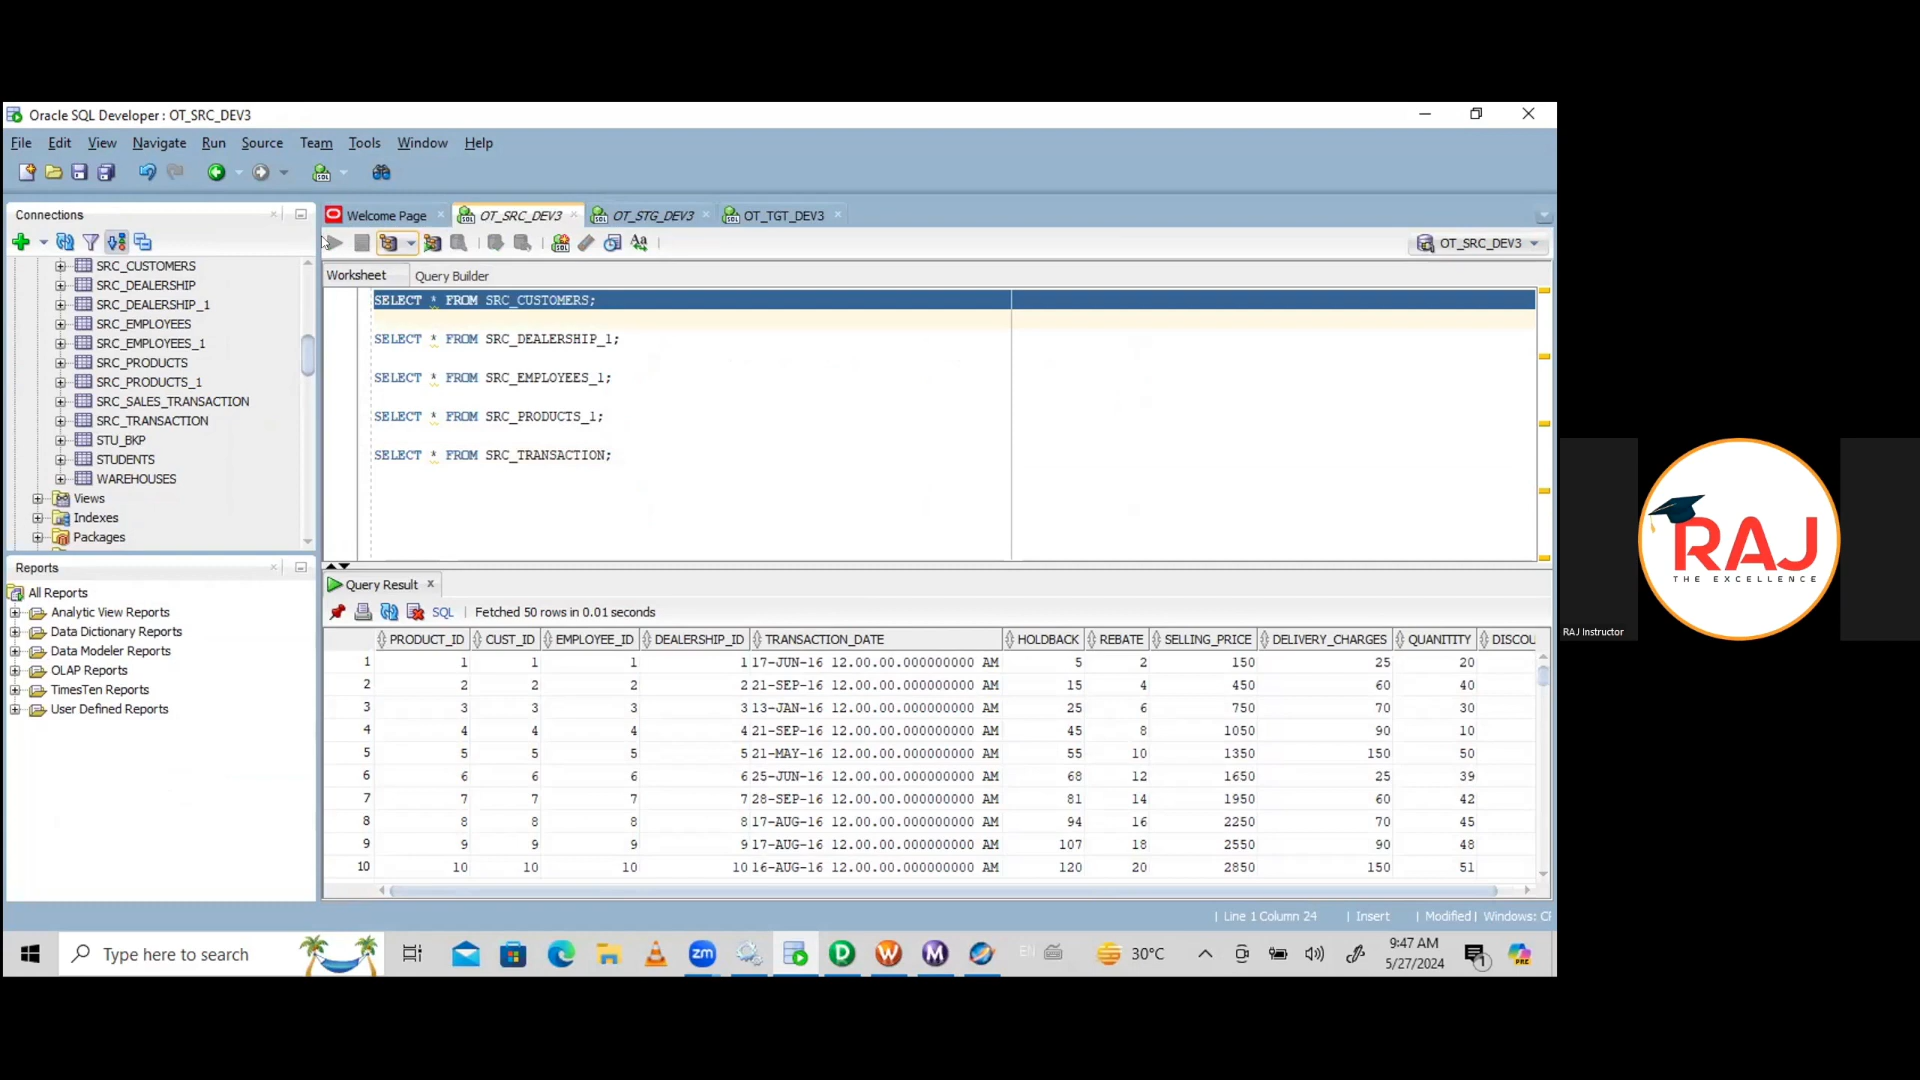 Oracle SQL Developer : OT_SRC_DEV3
File Edit View Navigate Run Source Team Tools Window Help
Connections
Welcome Page
OT_SRC_DEV3
OT_STG_DEV3
OT_TGT_DEV3
OT_SRC_DEV3
Worksheet
Query Builder
SRC_CUSTOMERS
SRC_DEALERSHIP
SRC_DEALERSHIP_1
SRC_EMPLOYEES
SRC_EMPLOYEES_1
SRC_PRODUCTS
SRC_PRODUCTS_1
SRC_SALES_TRANSACTION
SRC_TRANSACTION
STU_BKP
STUDENTS
WAREHOUSES
Views
Indexes
Packages
SELECT * FROM SRC_CUSTOMERS;
SELECT * FROM SRC_DEALERSHIP_1;
SELECT * FROM SRC_EMPLOYEES_1;
SELECT * FROM SRC_PRODUCTS_1;
SELECT * FROM SRC_TRANSACTION;
Reports
All Reports
Analytic View Reports
Data Dictionary Reports
Data Modeler Reports
OLAP Reports
TimesTen Reports
User Defined Reports
Query Result
SQL | Fetched 50 rows in 0.01 seconds
PRODUCT_ID CUST_ID EMPLOYEE_ID DEALERSHIP_ID TRANSACTION_DATE HOLDBACK REBATE SELLING_PRICE DELIVERY_CHARGES QUANITITY DISCOU
1 1 1 1 1 17-JUN-16 12.00.00.000000000 AM 5 2 150 25 20
2 2 2 2 2 21-SEP-16 12.00.00.000000000 AM 15 4 450 60 40
3 3 3 3 3 13-JAN-16 12.00.00.000000000 AM 25 6 750 70 30
4 4 4 4 4 21-SEP-16 12.00.00.000000000 AM 45 8 1050 90 10
5 5 5 5 5 21-MAY-16 12.00.00.000000000 AM 55 10 1350 150 50
6 6 6 6 6 25-JUN-16 12.00.00.000000000 AM 68 12 1650 25 39
7 7 7 7 7 28-SEP-16 12.00.00.000000000 AM 81 14 1950 60 42
8 8 8 8 8 17-AUG-16 12.00.00.000000000 AM 94 16 2250 70 45
9 9 9 9 9 17-AUG-16 12.00.00.000000000 AM 107 18 2550 90 48
10 10 10 10 10 16-AUG-16 12.00.00.000000000 AM 120 20 2850 150 51
| Line 1 Column 24 | Insert | Modified | Windows: CF
Type here to search
zm
D
W
M
30°C
9:47 AM
5/27/2024
1
PRE
RAJ
THE EXCELLENCE
RAJ Instructor